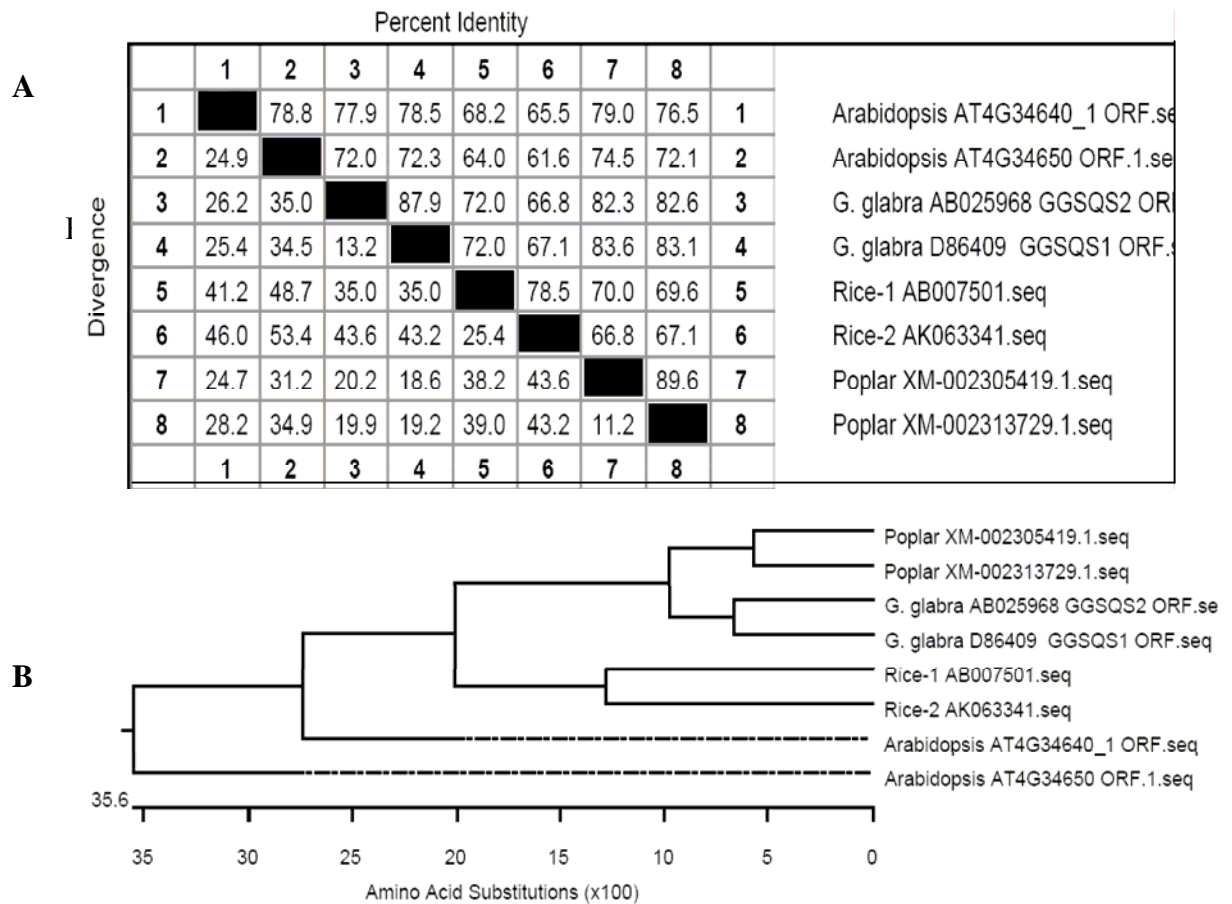 Percent Identity
A
1 2 3 4 5 6 7 8
1 78.8 77.9 78.5 68.2 65.5 79.0 76.5 1 Arabidopsis AT4G34640_1 ORF.se
2 24.9 72.0 72.3 64.0 61.6 74.5 72.1 2 Arabidopsis AT4G34650 ORF.1.se
3 26.2 35.0 87.9 72.0 66.8 82.3 82.6 3 G. glabra AB025968 GGSQS2 ORI
4 25.4 34.5 13.2 72.0 67.1 83.6 83.1 4 G. glabra D86409 GGSQS1 ORF.s
5 41.2 48.7 35.0 35.0 78.5 70.0 69.6 5 Rice-1 AB007501.seq
6 46.0 53.4 43.6 43.2 25.4 66.8 67.1 6 Rice-2 AK063341.seq
7 24.7 31.2 20.2 18.6 38.2 43.6 89.6 7 Poplar XM-002305419.1.seq
8 28.2 34.9 19.9 19.2 39.0 43.2 11.2 8 Poplar XM-002313729.1.seq
1 2 3 4 5 6 7 8
Divergence
B
Poplar XM-002305419.1.seq
Poplar XM-002313729.1.seq
G. glabra AB025968 GGSQS2 ORF.se
G. glabra D86409 GGSQS1 ORF.seq
Rice-1 AB007501.seq
Rice-2 AK063341.seq
Arabidopsis AT4G34640_1 ORF.seq
Arabidopsis AT4G34650 ORF.1.seq
35.6
35 30 25 20 15 10 5 0
Amino Acid Substitutions (x100)